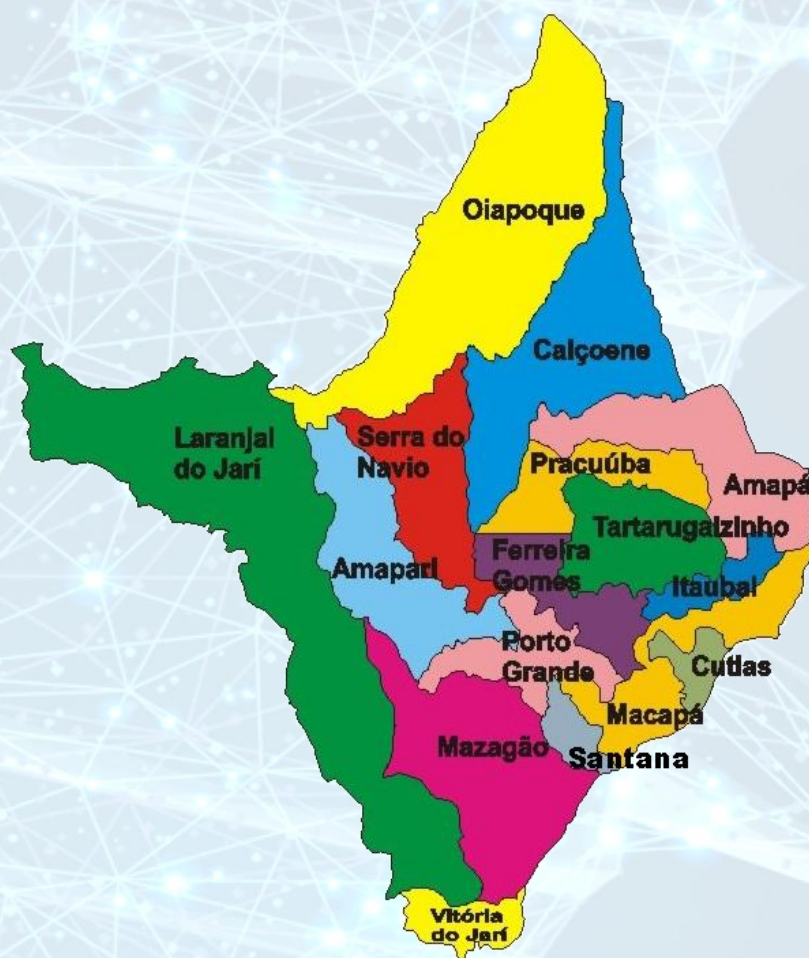 Oiapoque
Calçoene
Laranjal
do Jarí
Serra do
Navio
Pracuúba
Amapá
Tartarugalzinho
Amapari
Ferreira
Gomes
Itaubal
Porto
Grande
Cutias
Macapá
Mazagão
Santana
Vitória
do Jarí